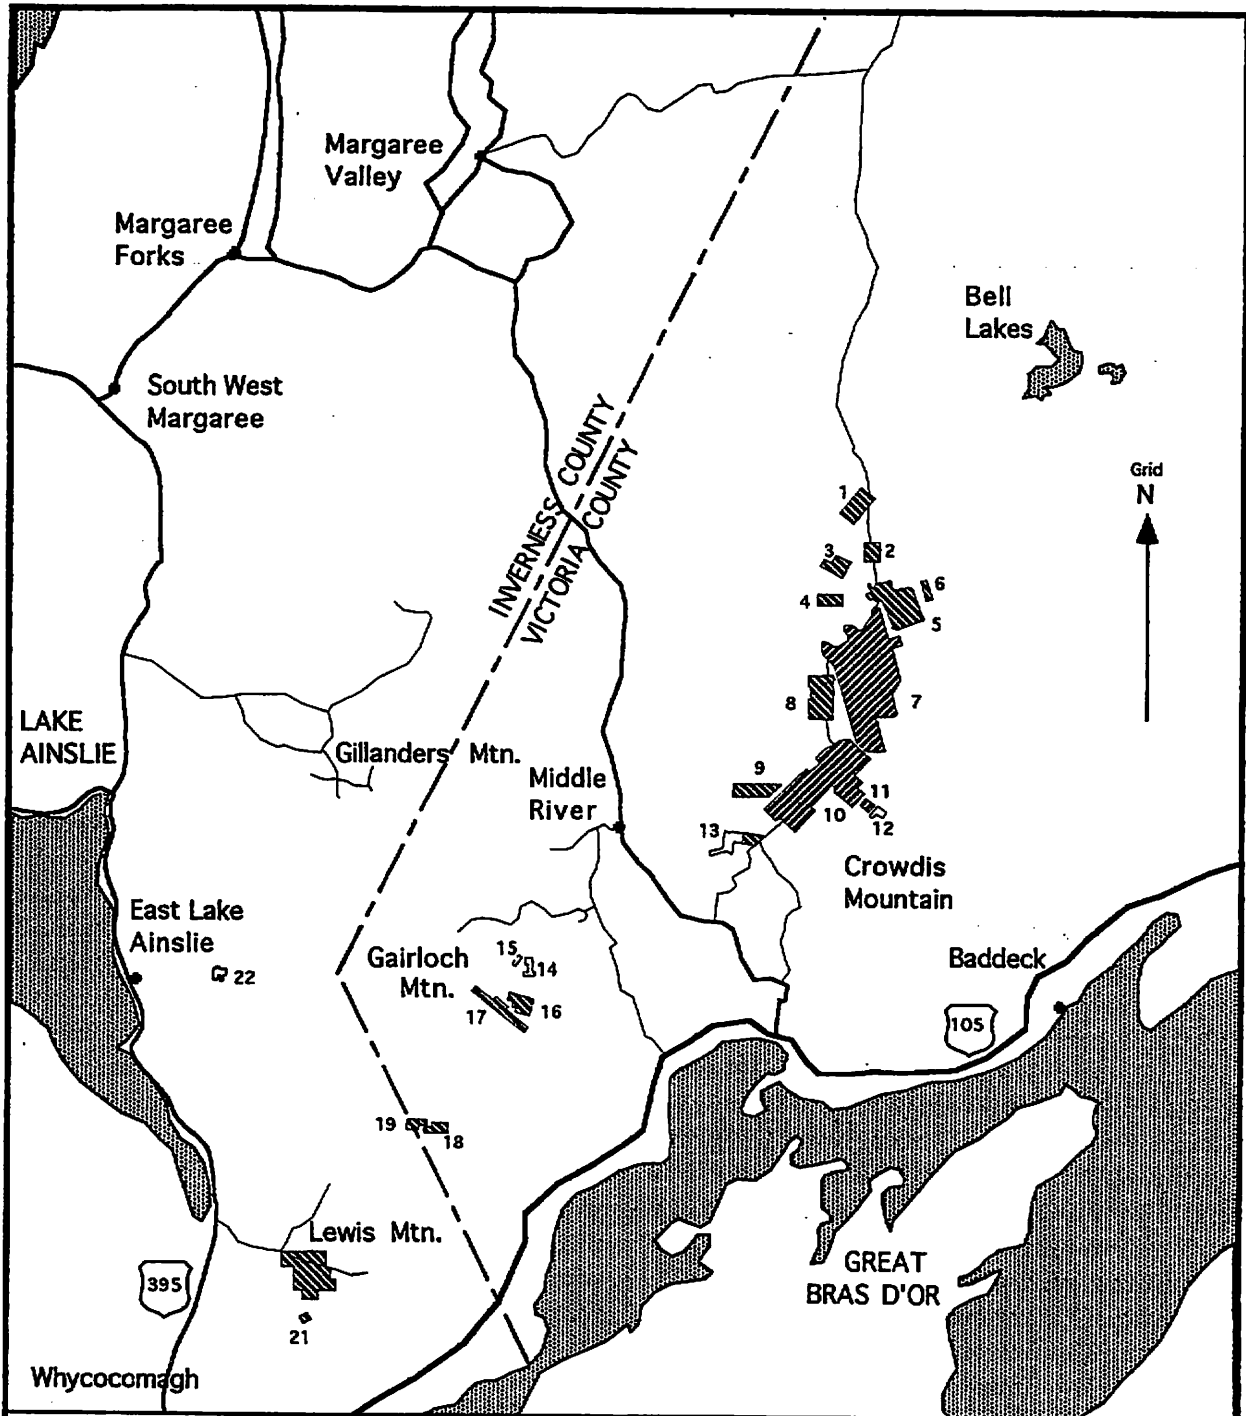 Margaree
Valley
Margaree
Forks
Bell
Lakes
South West
Margaree
INVERNESS COUNTY
VICTORIA COUNTY
Grid
N
1
2
3
4
6
5
8
7
LAKE
AINSLIE
Gillanders Mtn.
Middle
River
9
11
10
12
13
Crowdis
Mountain
East Lake
Ainslie
22
Gairloch
Mtn.
15
14
17
16
Baddeck
105
19
18
Lewis Mtn.
395
21
GREAT
BRAS D'OR
Whycocomagh